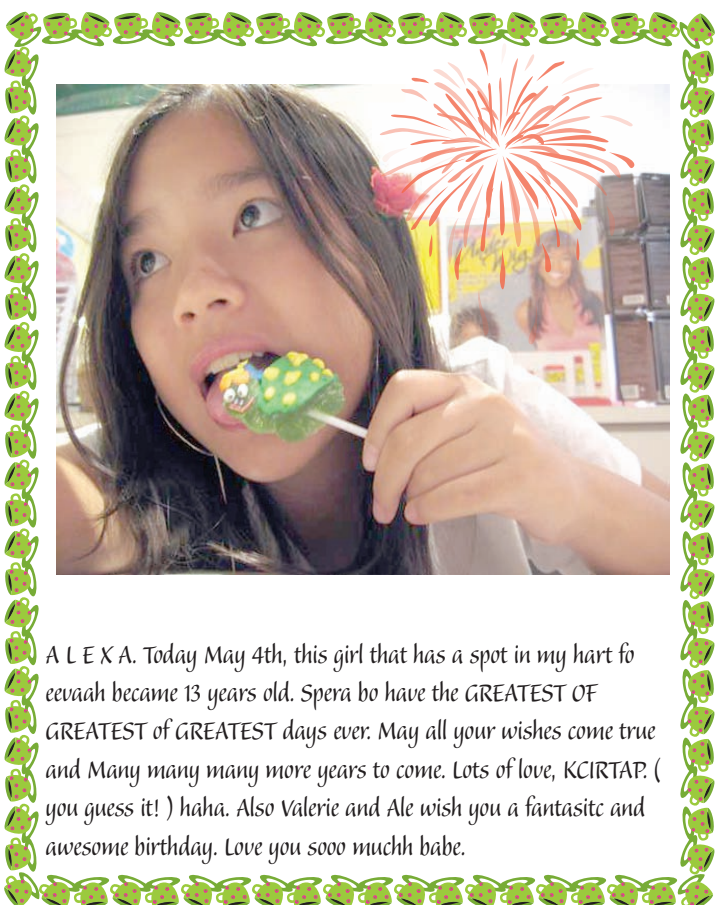 A L E X A. Today May 4th, this girl that has a spot in my hart fo
eevaah became 13 years old. Spera bo have the GREATEST OF
GREATEST of GREATEST days ever. May all your wishes come true
and Many many many more years to come. Lots of love, KCIRTAP. (
you guess it! ) haha. Also Valerie and Ale wish you a fantasitc and
awesome birthday. Love you sooo muchh babe.